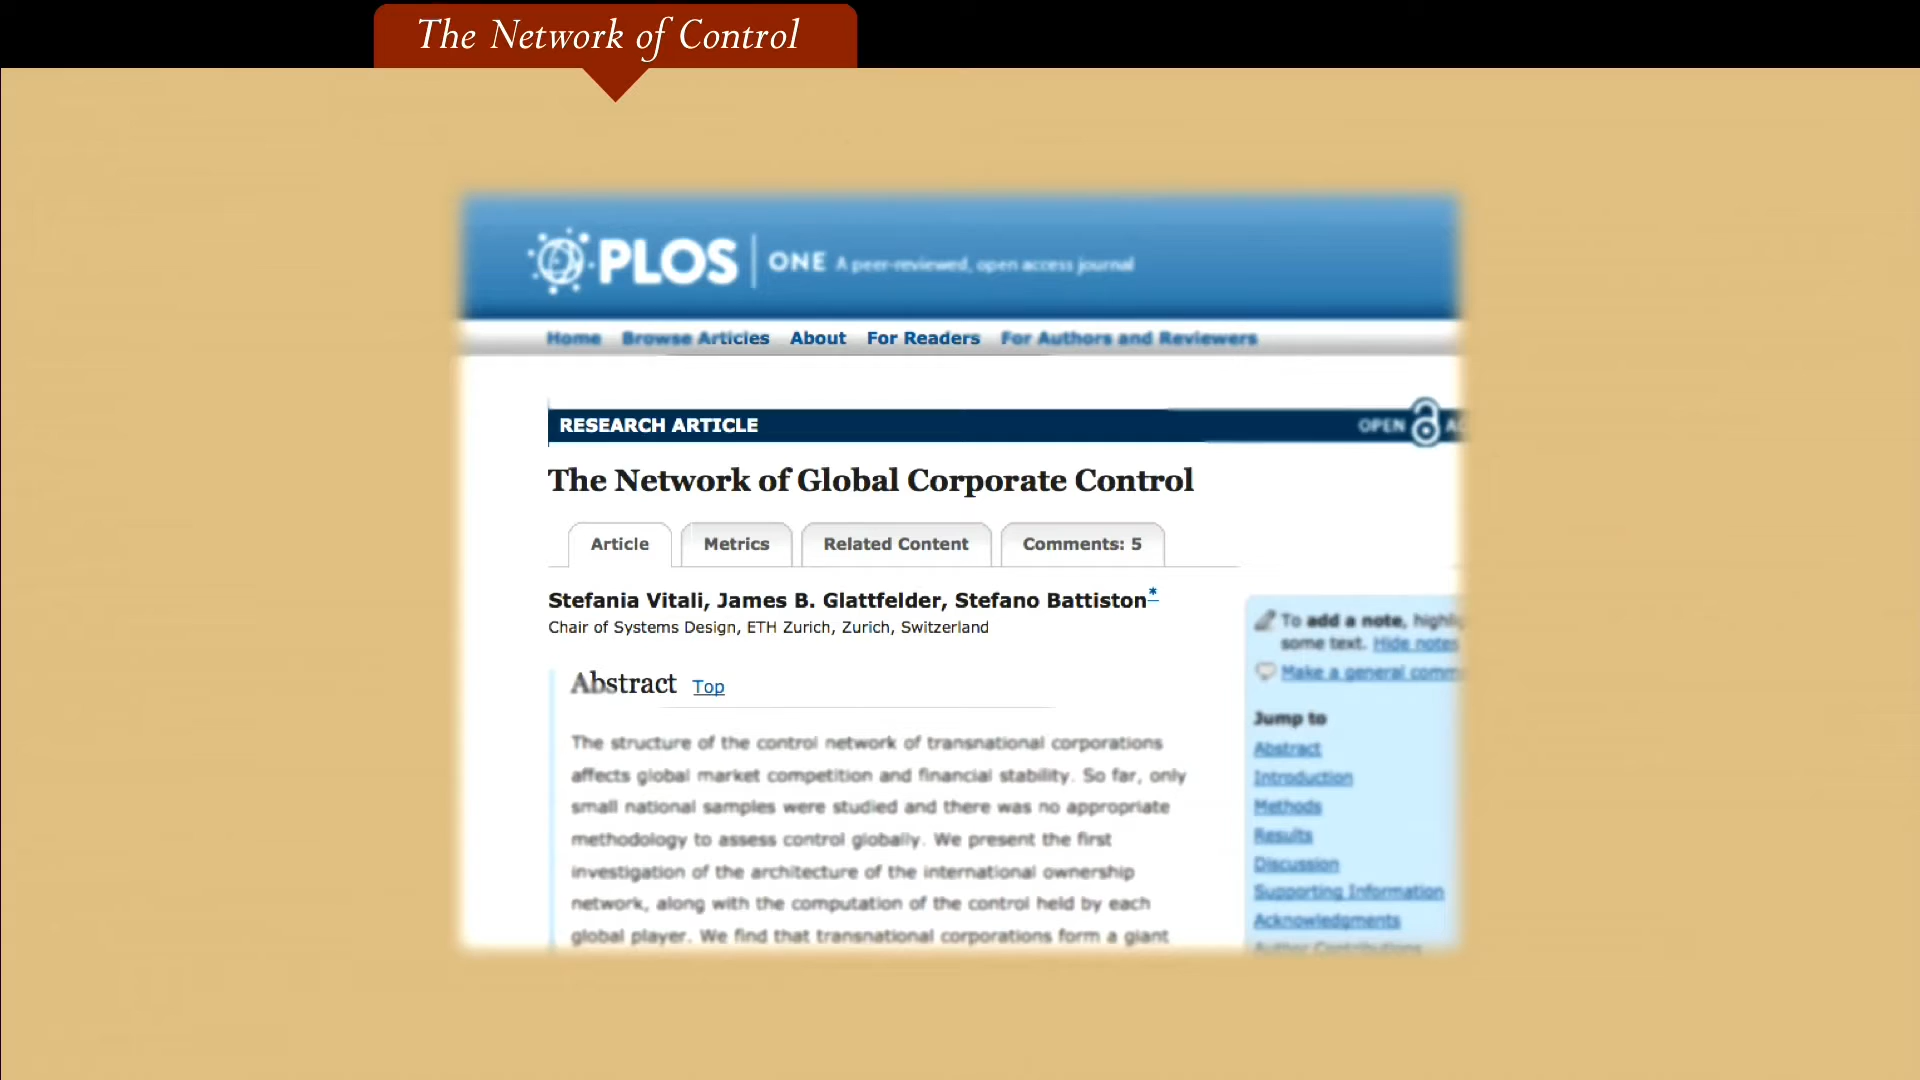 The Network of Control
PLOS ONE A peer-reviewed, open access journal
Home Browse Articles About For Readers For Authors and Reviewers
RESEARCH ARTICLE OPEN
The Network of Global Corporate Control
Article Metrics Related Content Comments: 5
Stefania Vitali, James B. Glattfelder, Stefano Battiston*
Chair of Systems Design, ETH Zurich, Zurich, Switzerland
Abstract Top
The structure of the control network of transnational corporations
affects global market competition and financial stability. So far, only
small national samples were studied and there was no appropriate
methodology to assess control globally. We present the first
investigation of the architecture of the international ownership
network, along with the computation of the control held by each
global player. We find that transnational corporations form a giant
To add a note,
some text. Hide notes
Make a general
Jump to
Abstract
Introduction
Methods
Results
Discussion
Supporting Information
Acknowledgments
Author Contributions